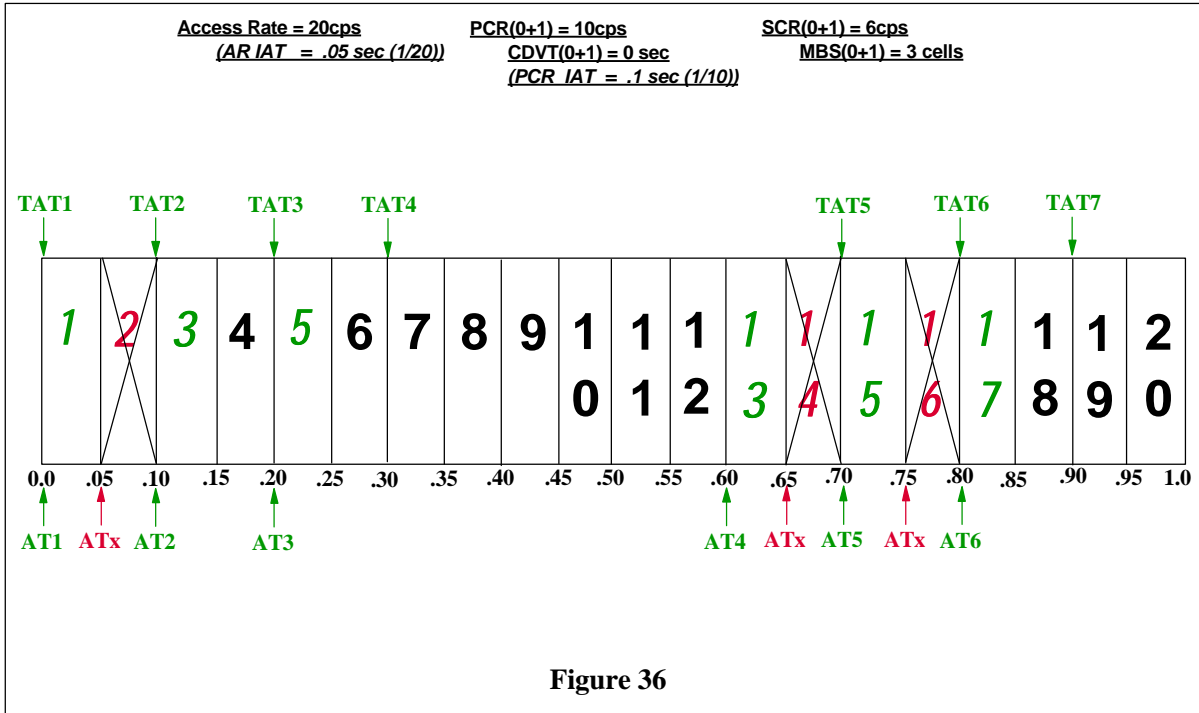 Access Rate = 20cps PCR(0+1) = 10cps SCR(0+1) = 6cps
(AR IAT = .05 sec (1/20)) CDVT(0+1) = 0 sec MBS(0+1) = 3 cells
(PCR IAT = .1 sec (1/10))
TAT1 TAT2 TAT3 TAT4 TAT5 TAT6 TAT7
1 2 3 4 5 6 7 8 9 1 1 1 1 1 1 1 1 1 1 2
0 1 2 3 4 5 6 7 8 9 0
0.0 .05 .10 .15 .20 .25 .30 .35 .40 .45 .50 .55 .60 .65 .70 .75 .80 .85 .90 .95 1.0
AT1 ATx AT2 AT3 AT4 ATx AT5 ATx AT6
Figure 36